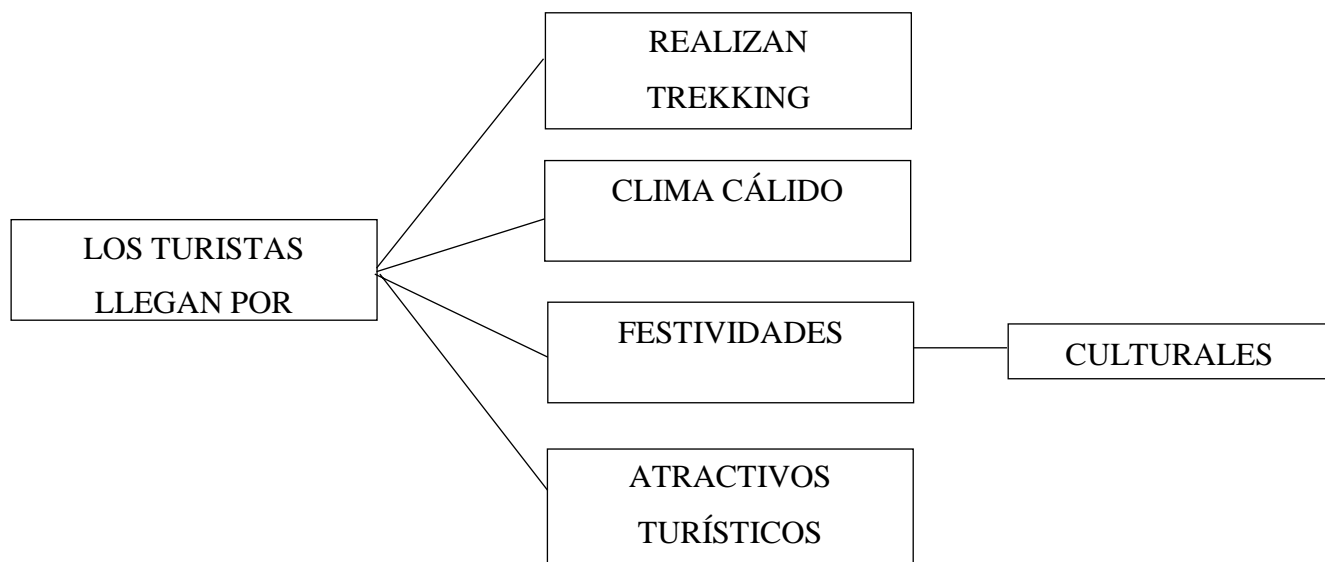 REALIZAN
TREKKING
CLIMA CÁLIDO
LOS TURISTAS
LLEGAN POR
FESTIVIDADES
CULTURALES
ATRACTIVOS
TURÍSTICOS